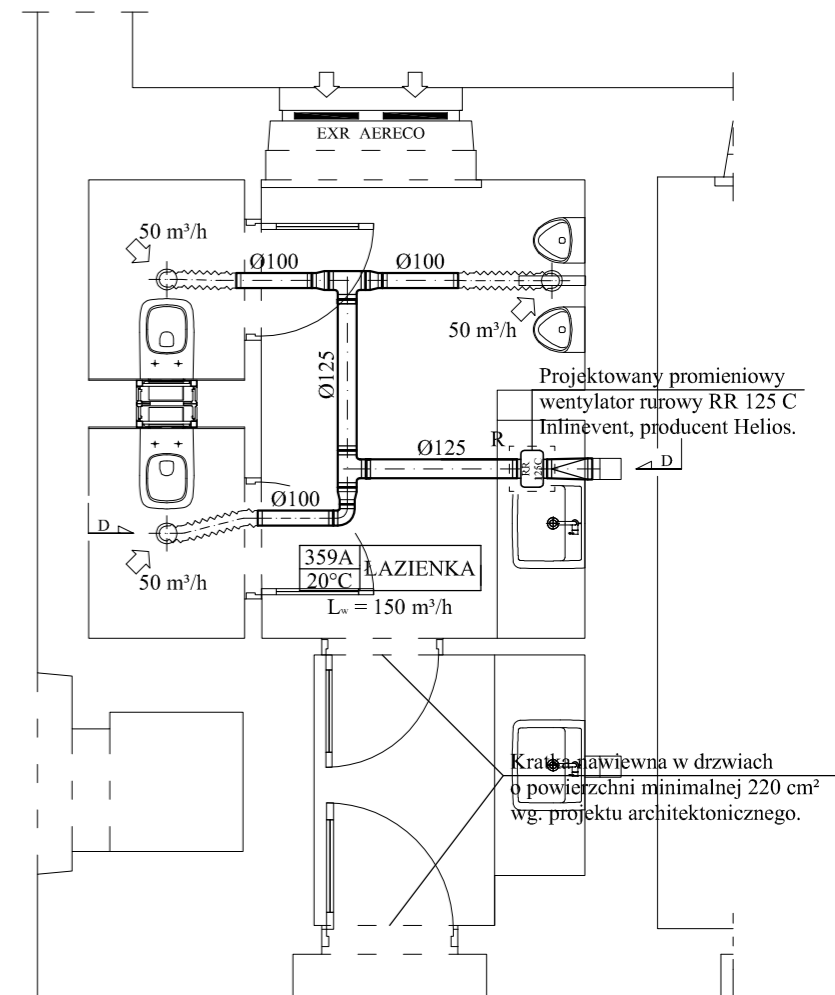 EXR AERECO
50 m³/h
Ø100
Ø100
50 m³/h
Ø125
Projektowany promieniowy
wentylator rurowy RR 125 C
Inlinevent, producent Helios.
R
Ø125
RR
125C
D
Ø100
D
50 m³/h
359A
ŁAZIENKA
20°C
Lw = 150 m³/h
Kratka nawiewna w drzwiach
o powierzchni minimalnej 220 cm²
wg. projektu architektonicznego.